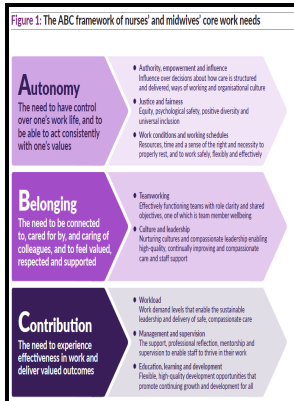 Figure 1: The ABC framework of nurses' and midwives' core work needs
Autonomy
The need to have control
over one's work life, and to
be able to act consistently
with one's values
• Authority, empowerment and influence
Influence over decisions about how care is structured
and delivered, ways of working and organisational culture
• Justice and fairness
Equity, psychological safety, positive diversity and
universal inclusion
• Work conditions and working schedules
Resources, time and a sense of the right and necessity to
properly rest, and to work safely, flexibly and effectively
Belonging
The need to be connected
to, cared for by, and caring of
colleagues, and to feel valued,
respected and supported
• Teamworking
Effectively functioning teams with role clarity and shared
objectives, one of which is team member wellbeing
• Culture and leadership
Nurturing cultures and compassionate leadership enabling
high-quality, continually improving and compassionate
care and staff support
Contribution
The need to experience
effectiveness in work and
deliver valued outcomes
• Workload
Work demand levels that enable the sustainable
leadership and delivery of safe, compassionate care
• Management and supervision
The support, professional reflection, mentorship and
supervision to enable staff to thrive in their work
• Education, learning and development
Flexible, high-quality development opportunities that
promote continuing growth and development for all